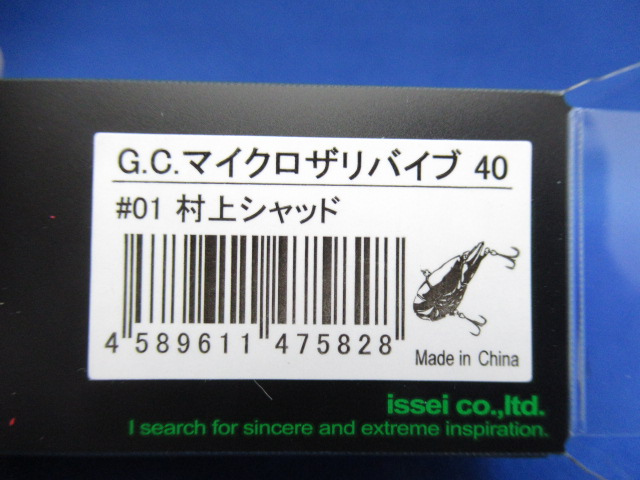 G.C.マイクロザリバイブ 40
#01 村上シャッド
4 589611 475828
Made in China
issei co.,ltd.
I search for sincere and extreme inspiration.